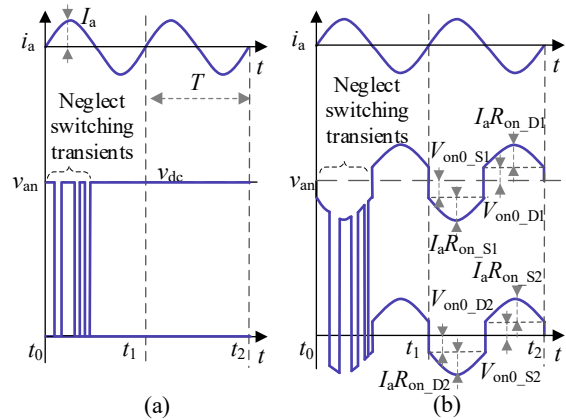 I_a
i_a
t
T
Neglect
switching
transients
v_an
v_dc
t_0
t_1
t_2
t
(a)
i_a
t
Neglect
switching
transients
I_aR_on_D1
V_on0_S1
v_an
V_on0_D1
I_aR_on_S1
I_aR_on_S2
V_on0_D2
t_0
t_1
t_2
t
I_aR_on_D2
V_on0_S2
(b)